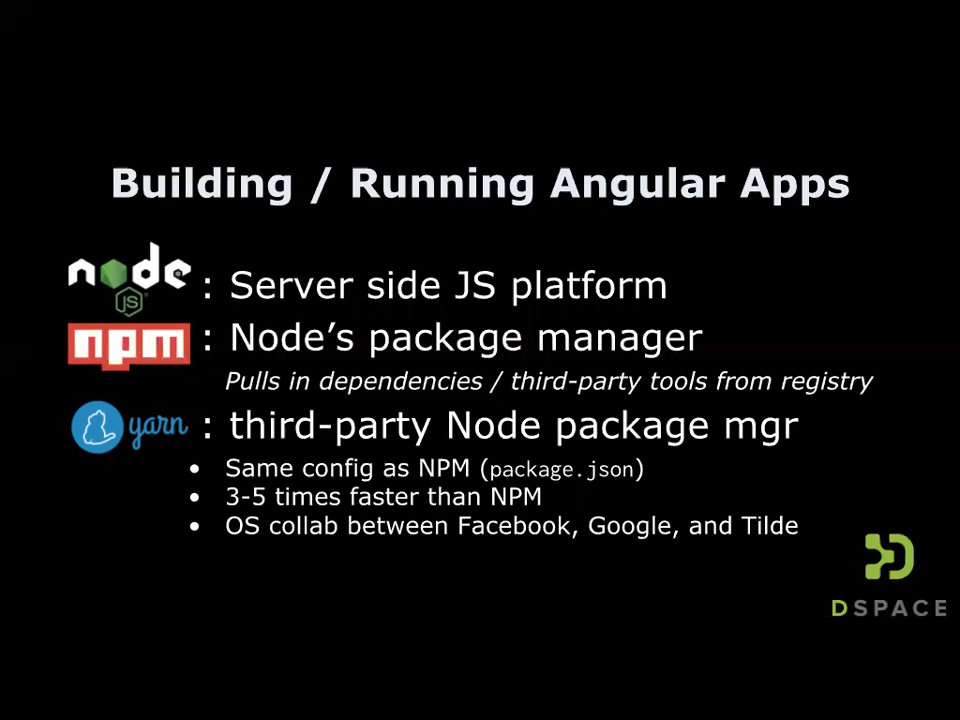 Building / Running Angular Apps
node JS : Server side JS platform
npm : Node’s package manager
Pulls in dependencies / third-party tools from registry
yarn : third-party Node package mgr
• Same config as NPM (package.json)
• 3-5 times faster than NPM
• OS collab between Facebook, Google, and Tilde
DSPACE